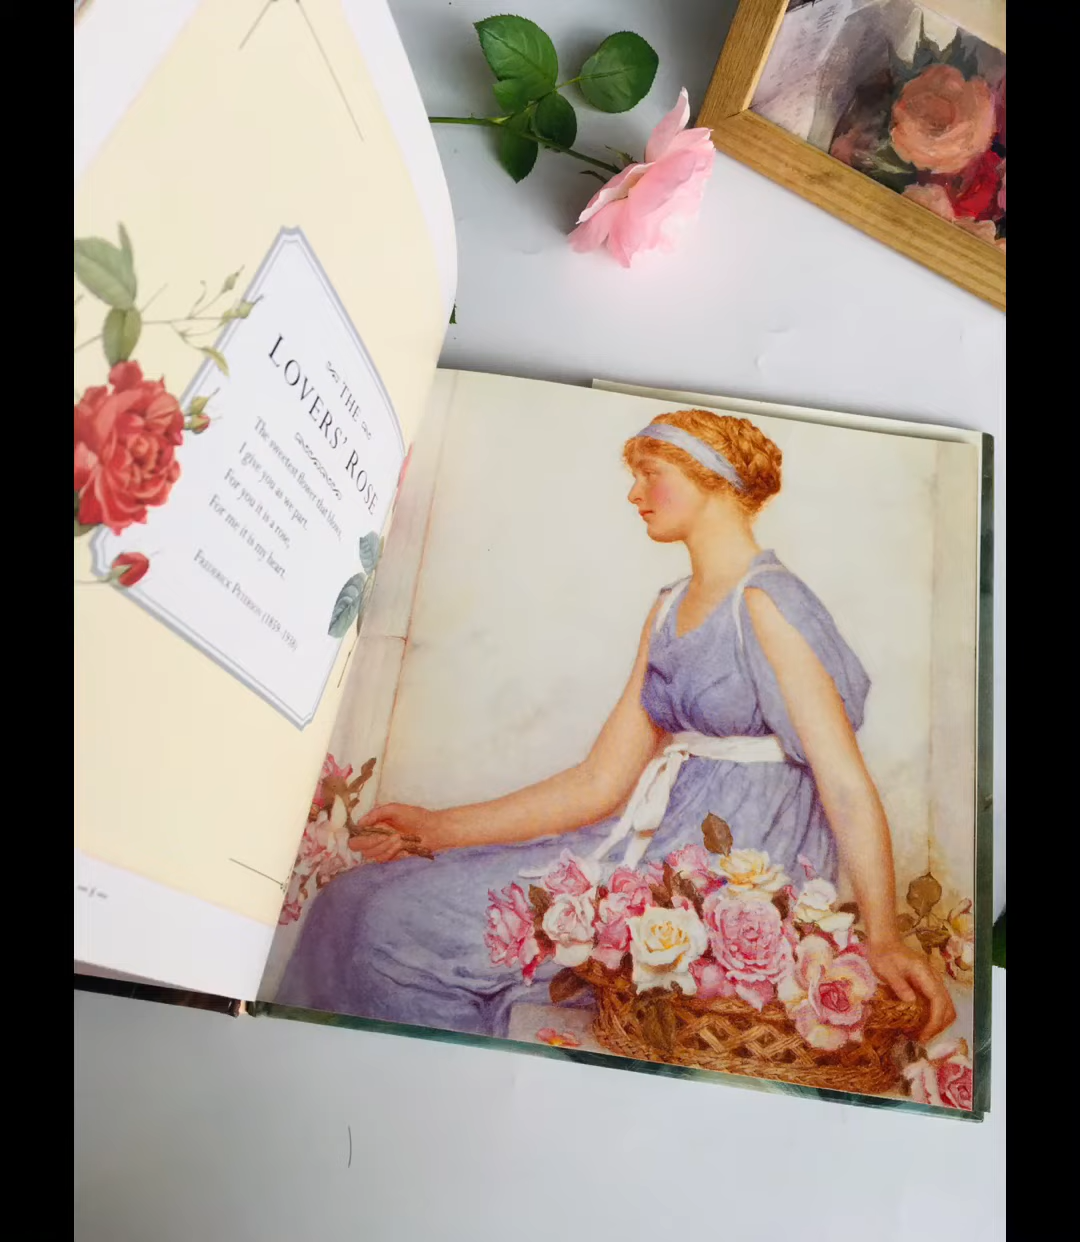 THE
LOVERS' ROSE
The sweetest flower that blows,
I give you as we part.
For you it is a rose,
For me it is my heart.
FREDERICK PETERSON (1859–1938)